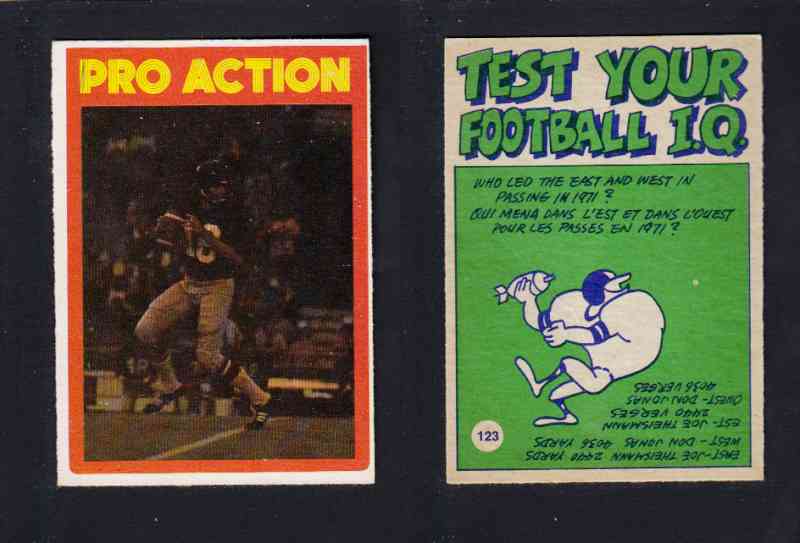 PRO ACTION
TEST YOUR
FOOTBALL I.Q.
WHO LED THE EAST AND WEST IN
PASSING IN 1971?
QUI MENA DANS L'EST ET DANS L'OUEST
POUR LES PASSES EN 1971?
EAST- JOE THEISMANN 2440 YARDS
WEST- DON JONAS 4036 YARDS
EST- JOE THEISMANN
2440 VERGES
OUEST- DON JONAS
4036 VERGES
123